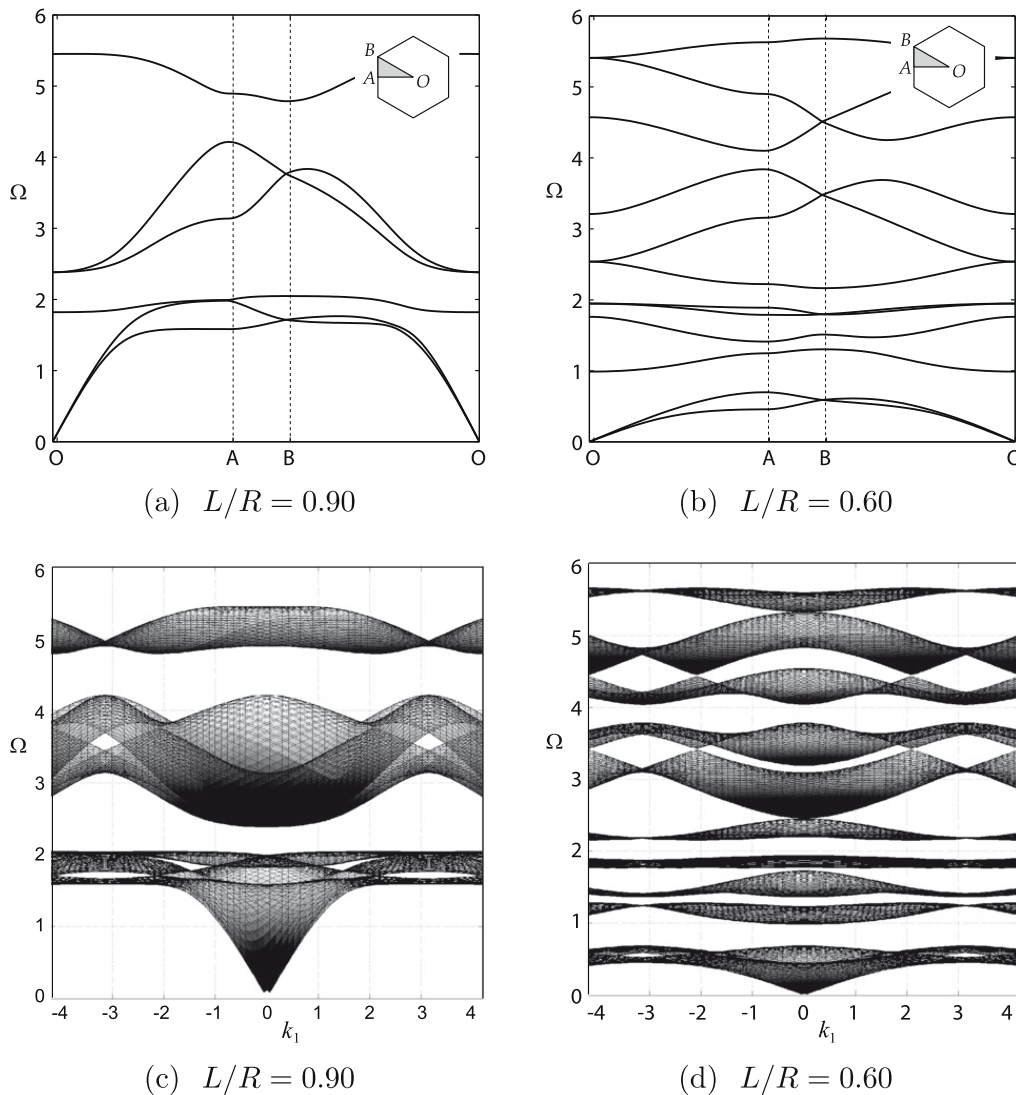 6
5
4
3
2
1
0
Ω
O A B O
B
A
O
(a) L/R = 0.90
6
5
4
3
2
1
0
Ω
O A B O
B
A
O
(b) L/R = 0.60
6
5
4
3
2
1
0
Ω
-4 -3 -2 -1 0 1 2 3 4
k₁
(c) L/R = 0.90
6
5
4
3
2
1
0
Ω
-4 -3 -2 -1 0 1 2 3 4
k₁
(d) L/R = 0.60